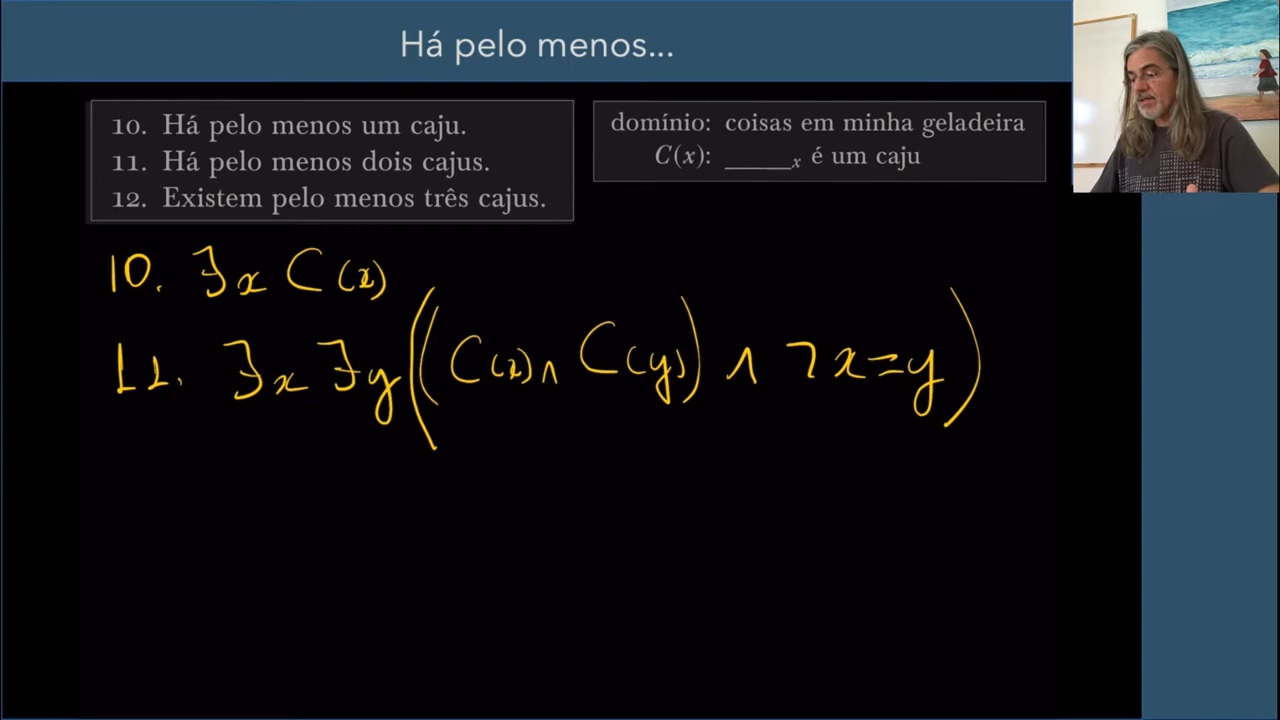 Há pelo menos...
10. Há pelo menos um caju.
11. Há pelo menos dois cajus.
12. Existem pelo menos três cajus.
domínio: coisas em minha geladeira
C(x): _____x é um caju
10. ∃x C(x)
11. ∃x ∃y((C(x) ∧ C(y)) ∧ ¬x=y)